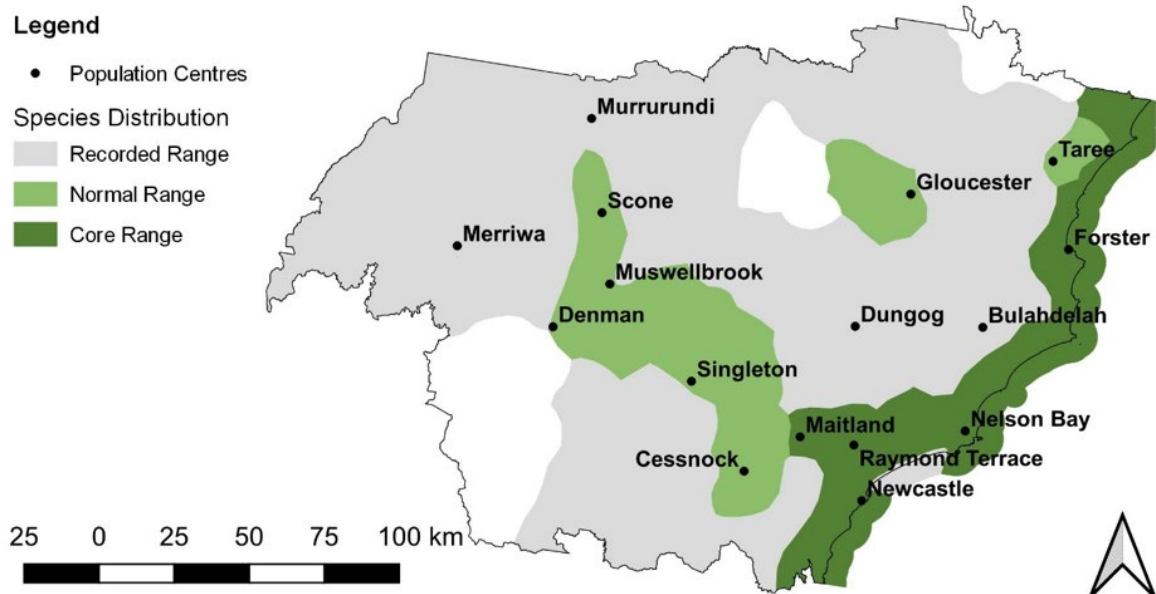 Legend
Population Centres
Species Distribution
Recorded Range
Normal Range
Core Range
Murrurundi
Taree
Gloucester
Scone
Merriwa
Forster
Muswellbrook
Denman
Dungog
Bulahdelah
Singleton
Maitland
Nelson Bay
Cessnock
Raymond Terrace
Newcastle
25 0 25 50 75 100 km